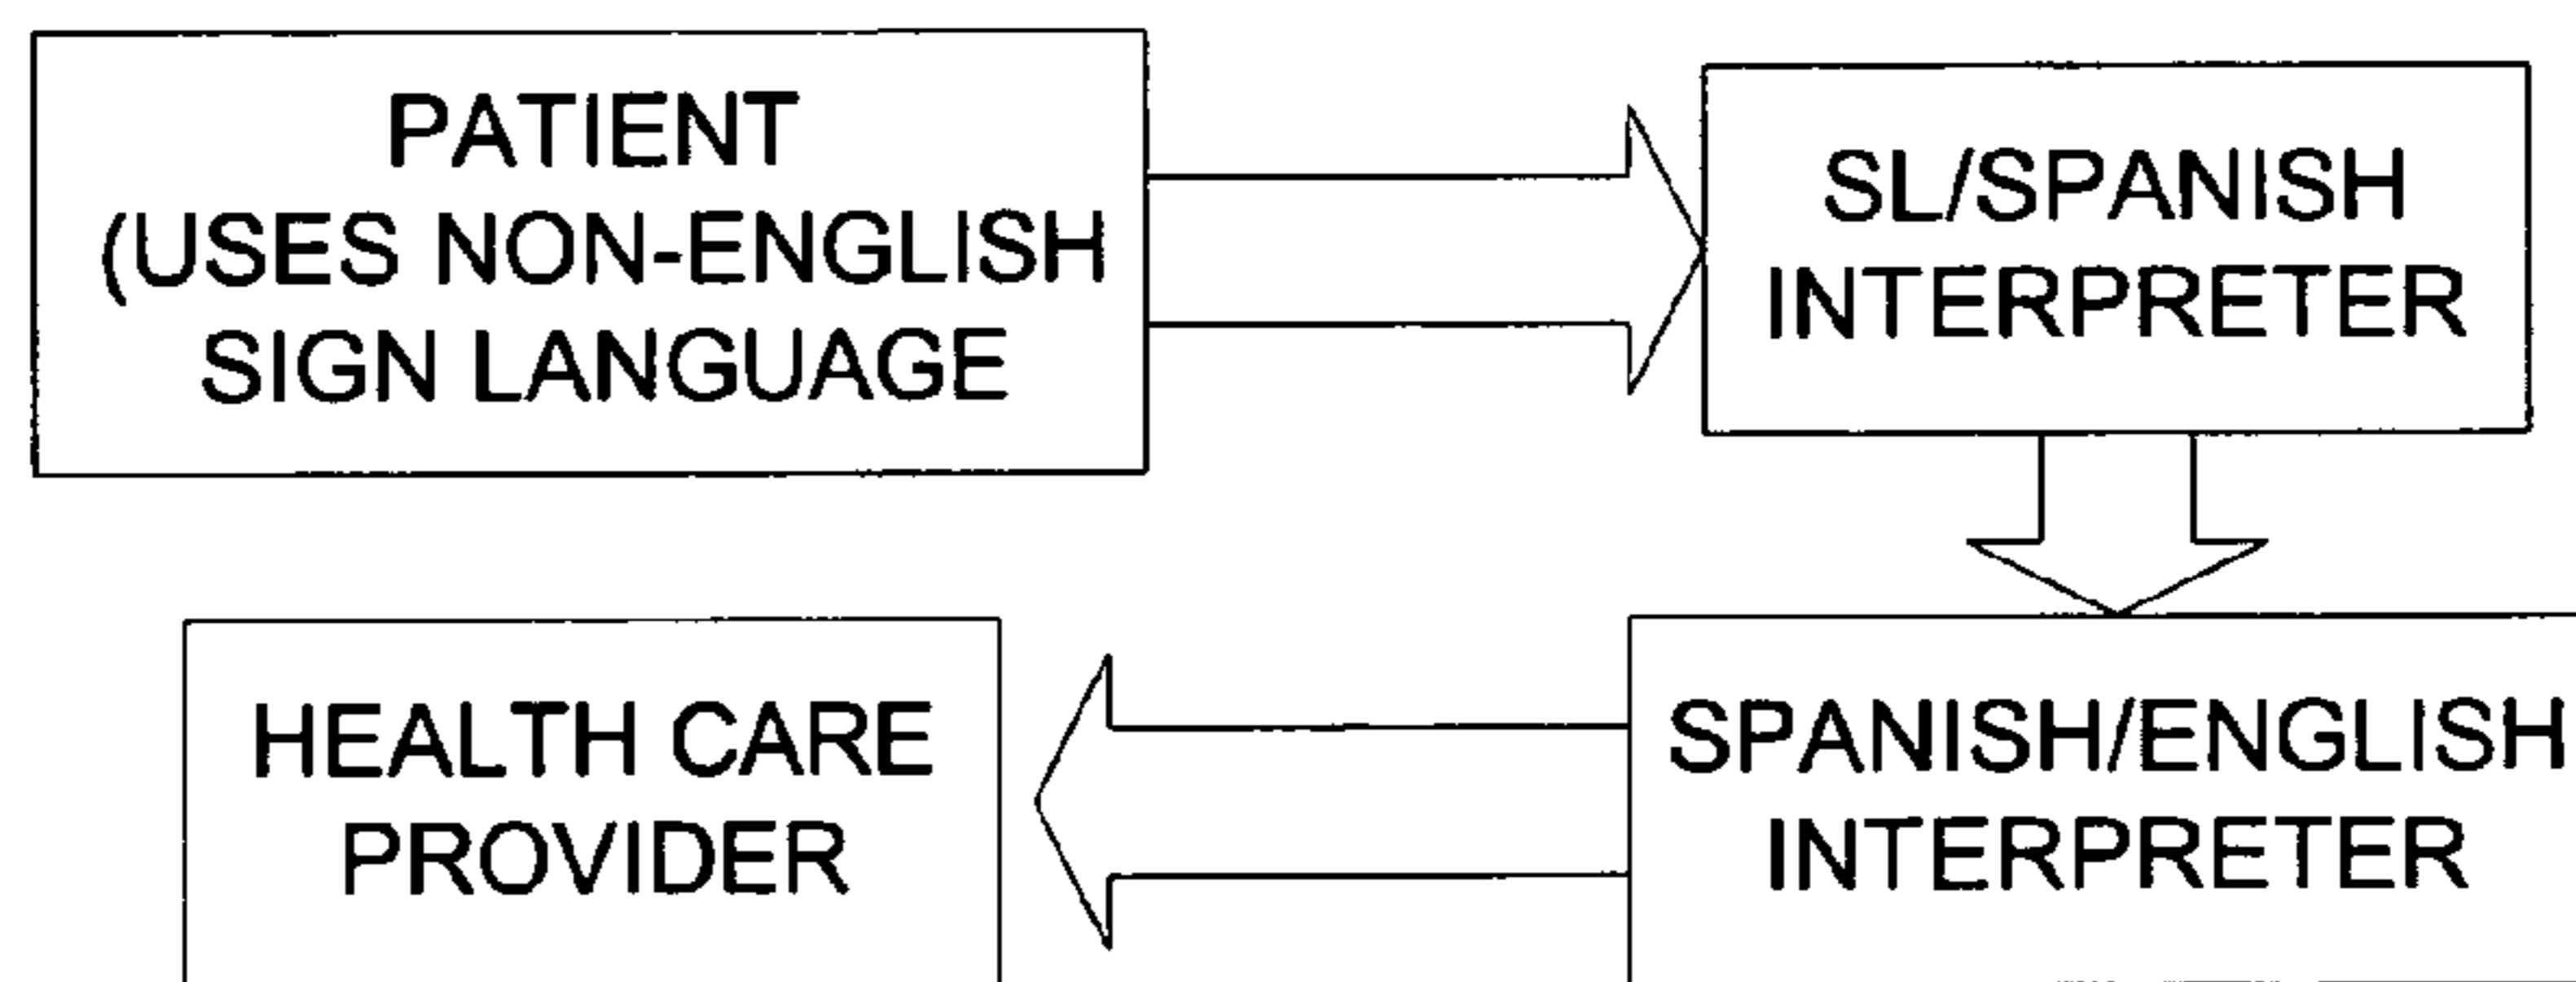 PATIENT
(USES NON-ENGLISH
SIGN LANGUAGE
SL/SPANISH
INTERPRETER
HEALTH CARE
PROVIDER
SPANISH/ENGLISH
INTERPRETER